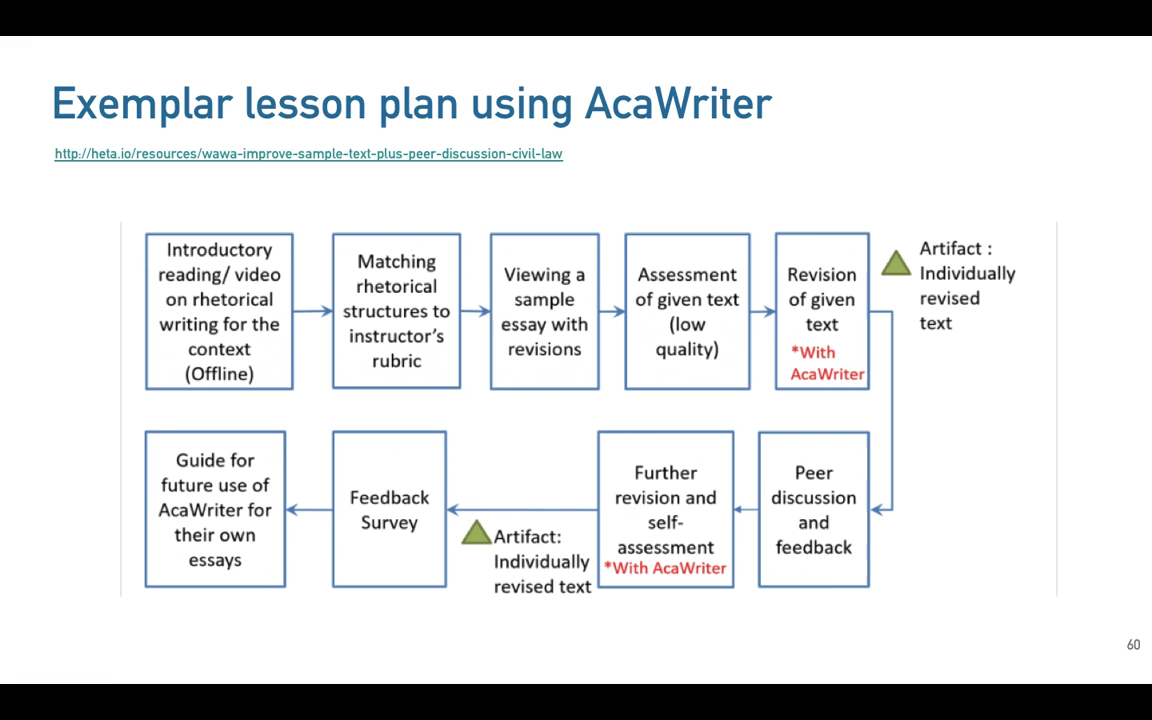 Exemplar lesson plan using AcaWriter
http://heta.io/resources/wawa-improve-sample-text-plus-peer-discussion-civil-law
Introductory
reading/ video
on rhetorical
writing for the
context
(Offline)
Matching
rhetorical
structures to
instructor's
rubric
Viewing a
sample
essay with
revisions
Assessment
of given text
(low
quality)
Revision
of given
text
*With
AcaWriter
Artifact :
Individually
revised
text
Peer
discussion
and
feedback
Further
revision and
self-
assessment
*With AcaWriter
Artifact:
Individually
revised text
Feedback
Survey
Guide for
future use of
AcaWriter for
their own
essays
60